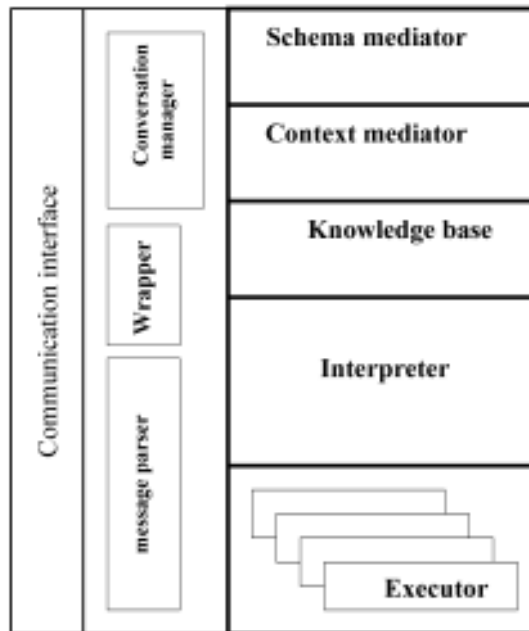 Communication interface
Conversation
manager
Wrapper
message parser
Schema mediator
Context mediator
Knowledge base
Interpreter
Executor